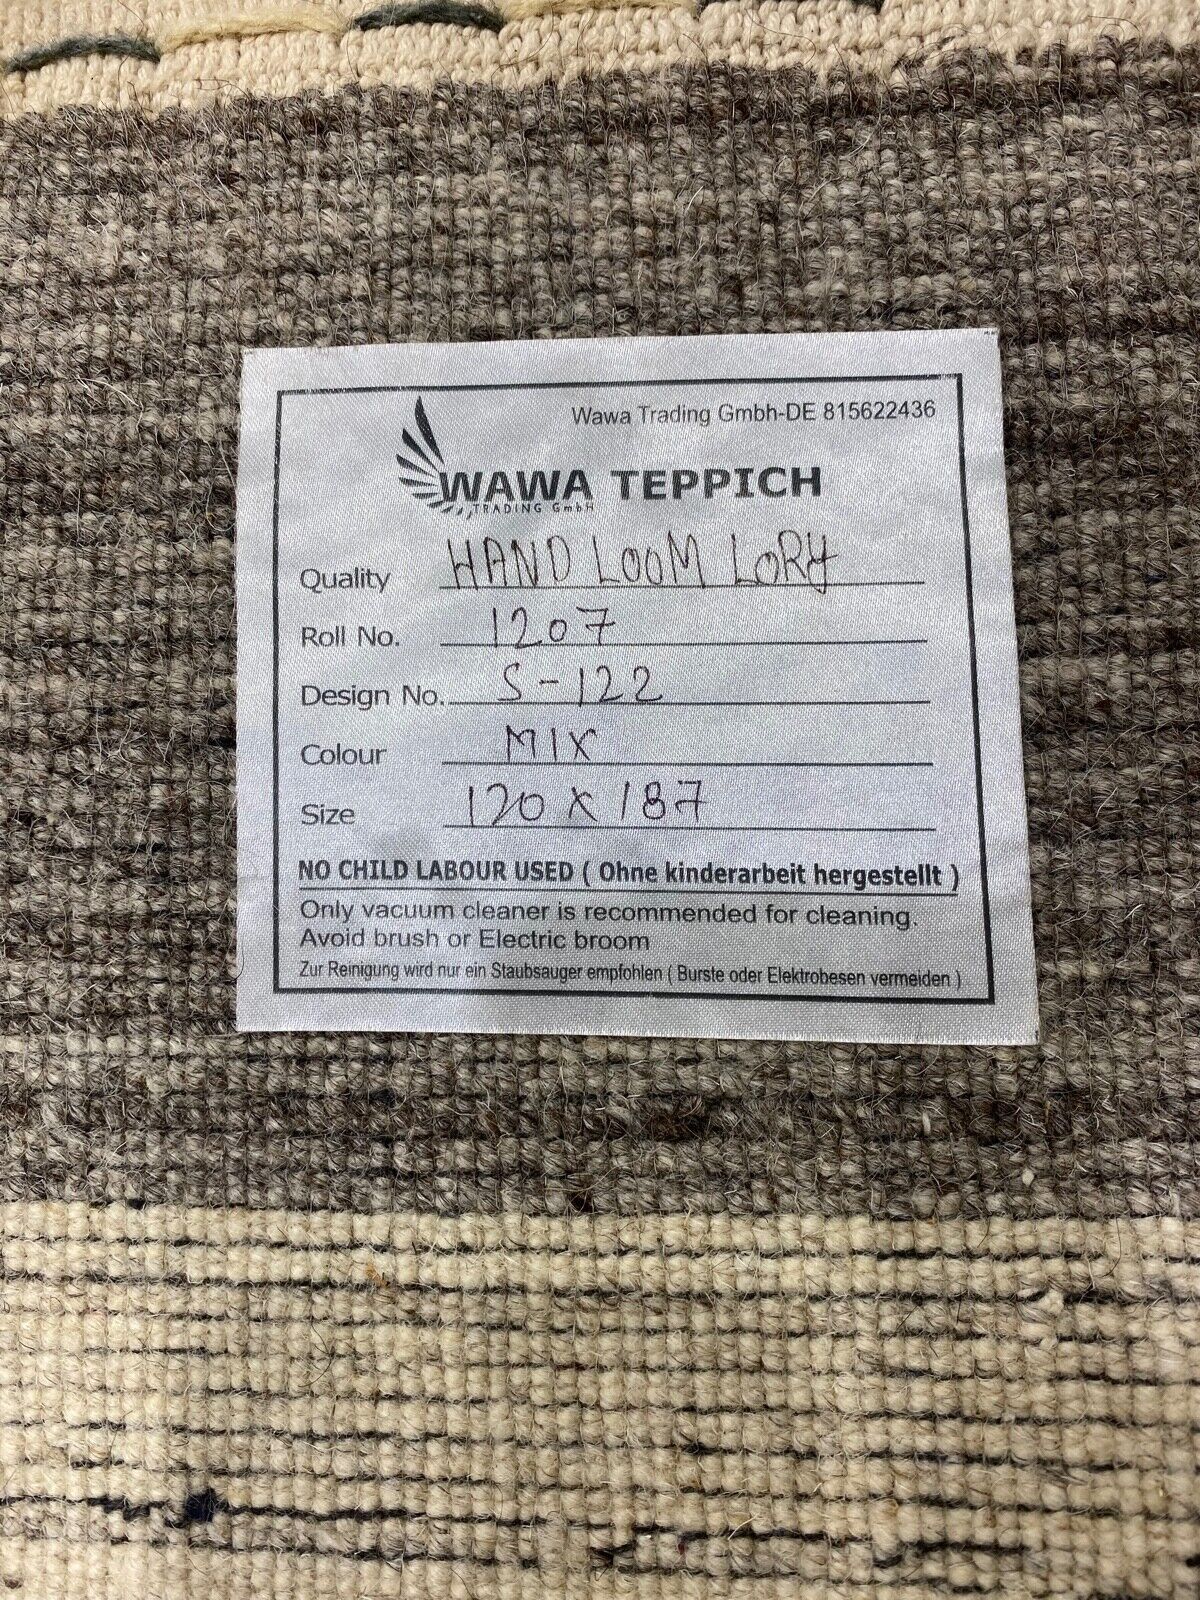 Wawa Trading Gmbh-DE 815622436
WAWA TEPPICH
TRADING GmbH
Quality HAND LOOM LORY
Roll No. 1207
Design No. S-122
Colour MIX
Size 120 x 187
NO CHILD LABOUR USED ( Ohne kinderarbeit hergestellt )
Only vacuum cleaner is recommended for cleaning.
Avoid brush or Electric broom
Zur Reinigung wird nur ein Staubsauger empfohlen ( Burste oder Elektrobesen vermeiden )